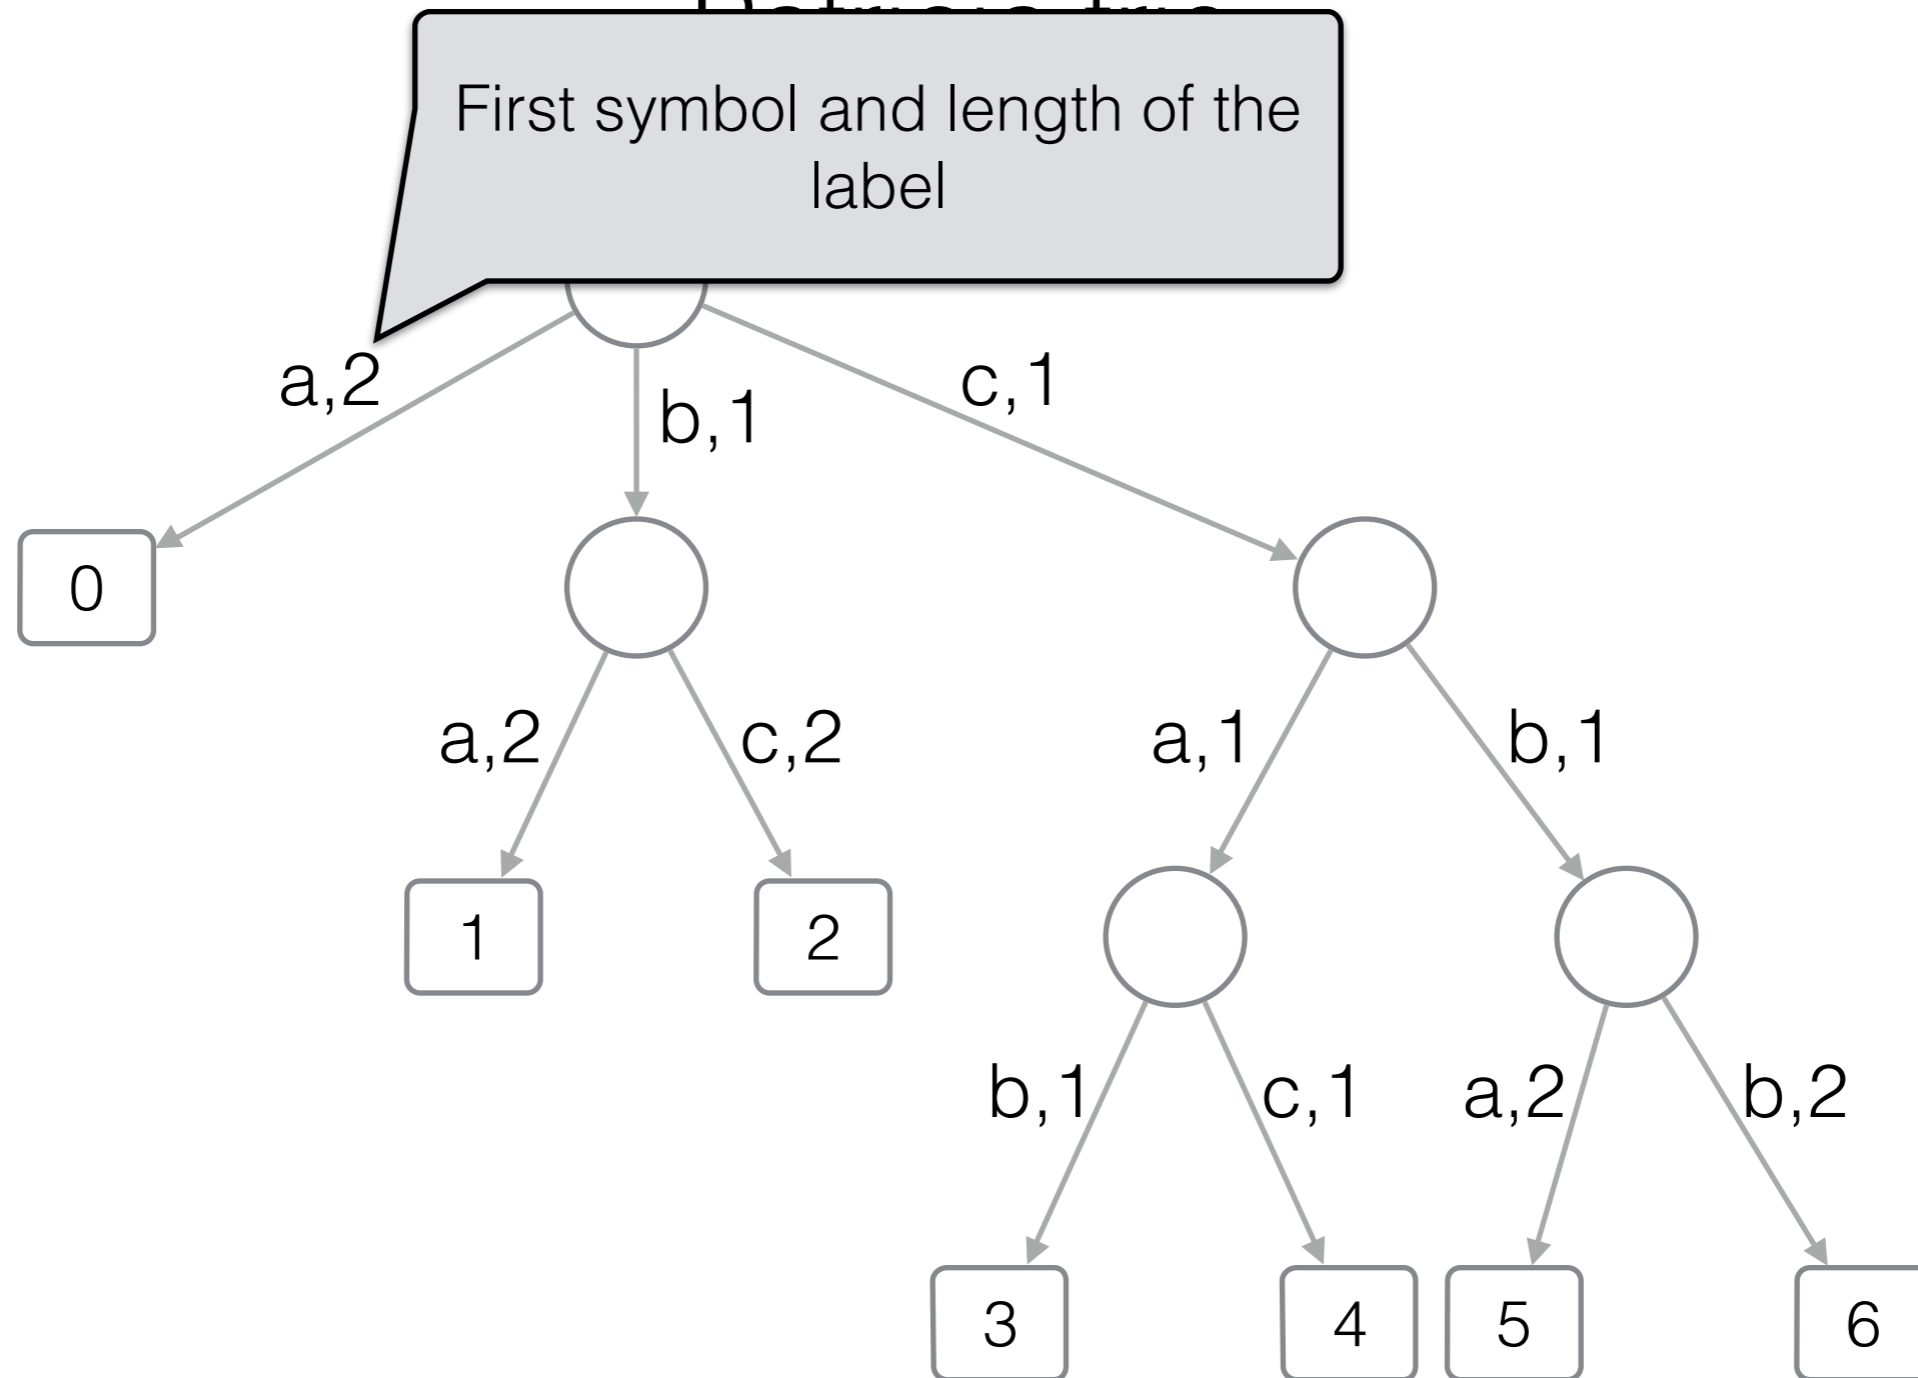 First symbol and length of the
label
a,2
b,1
c,1
0
a,2
c,2
a,1
b,1
1
2
b,1
c,1
a,2
b,2
3
4
5
6